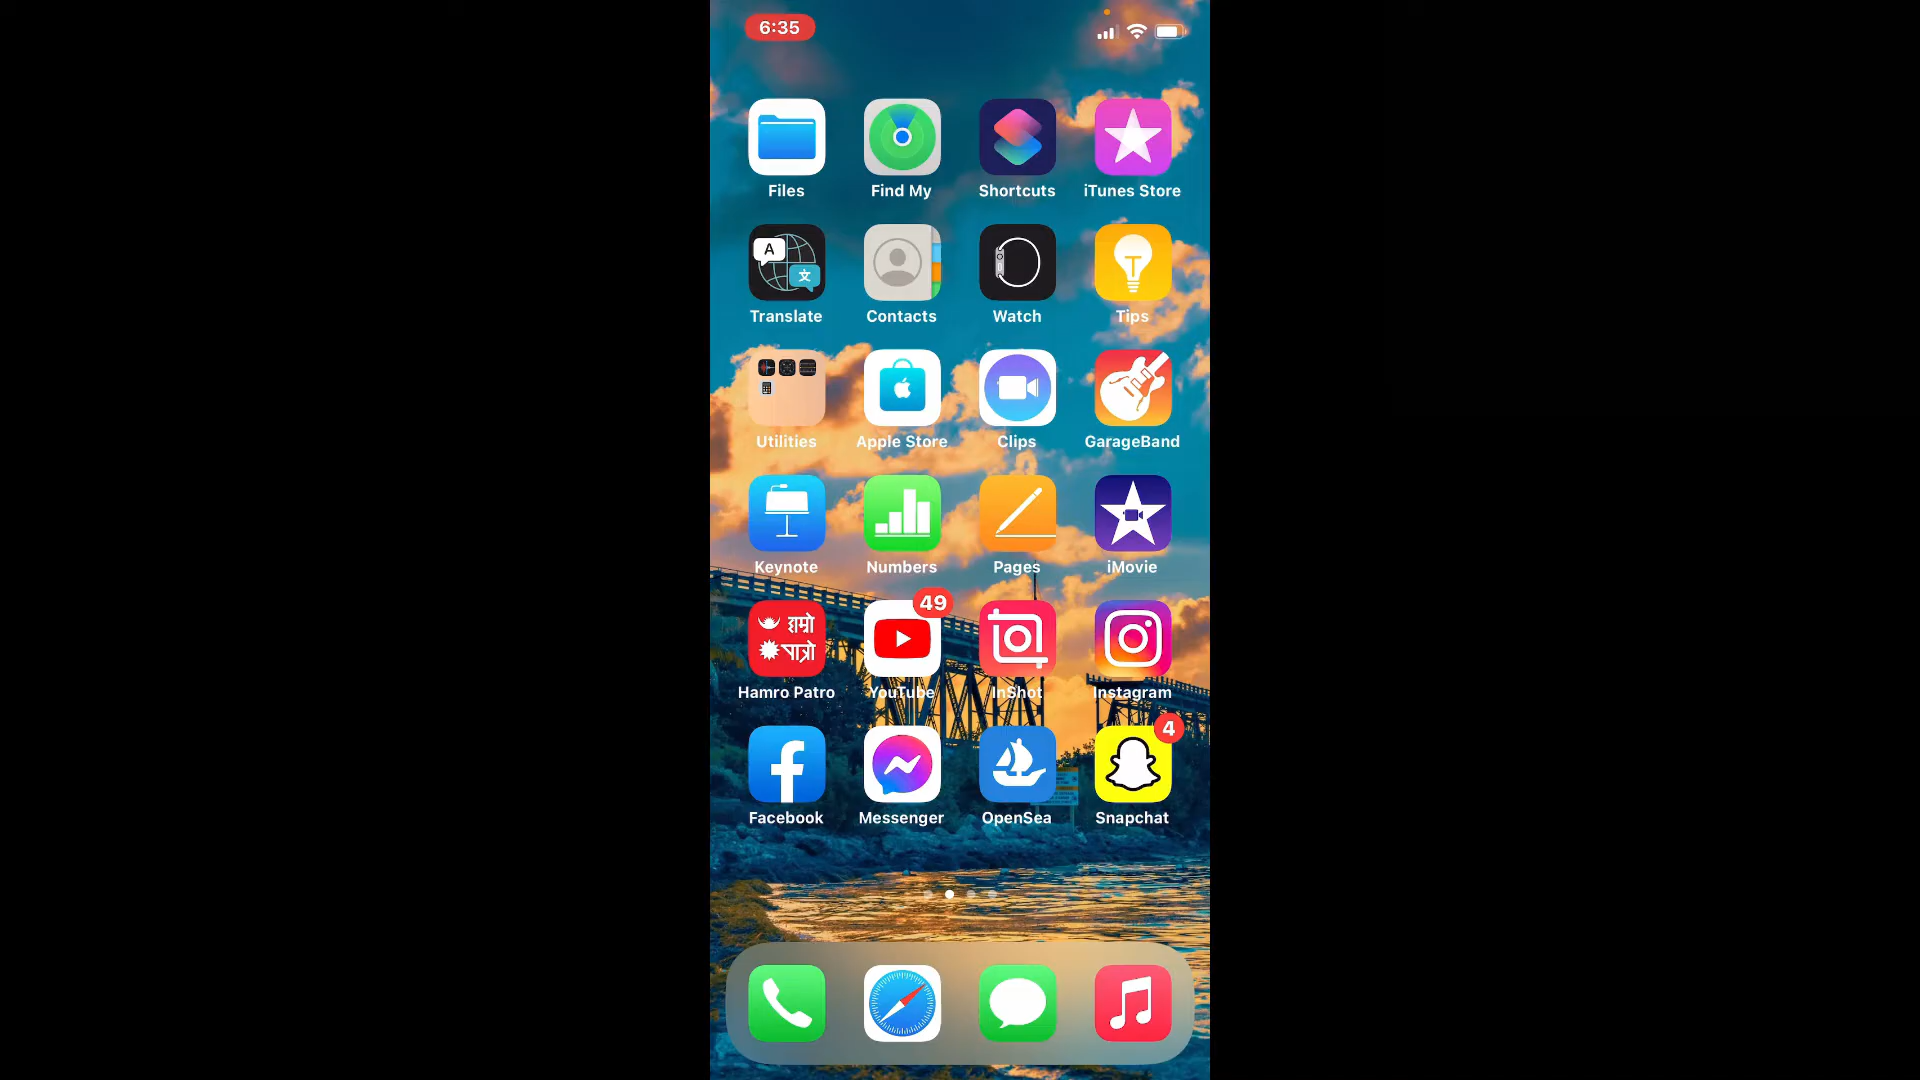 6:35
Files Find My Shortcuts iTunes Store
A 文
Translate Contacts Watch Tips
Utilities Apple Store Clips GarageBand
Keynote Numbers Pages iMovie
49
हाम्रो
पात्रो
Hamro Patro YouTube InShot Instagram
4
Facebook Messenger OpenSea Snapchat